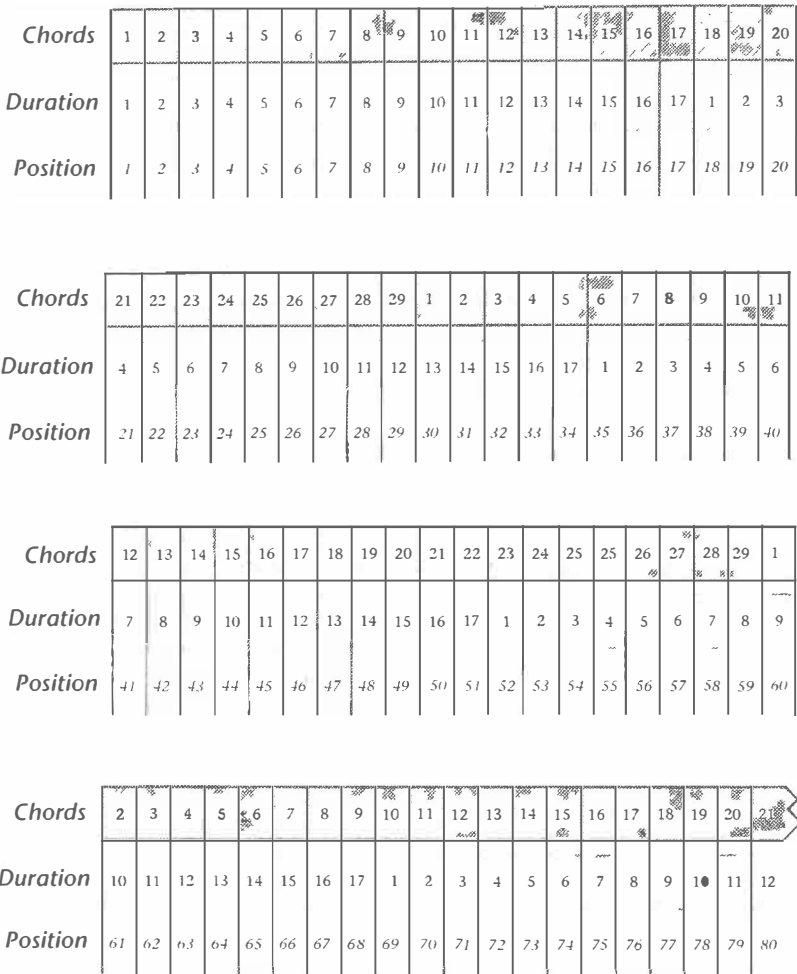 Chords 1 2 3 4 5 6 7 8 9 10 11 12 13 14 15 16 17 18 19 20
Duration 1 2 3 4 5 6 7 8 9 10 11 12 13 14 15 16 17 1 2 3
Position 1 2 3 4 5 6 7 8 9 10 11 12 13 14 15 16 17 18 19 20
Chords 21 22 23 24 25 26 27 28 29 1 2 3 4 5 6 7 8 9 10 11
Duration 4 5 6 7 8 9 10 11 12 13 14 15 16 17 1 2 3 4 5 6
Position 21 22 23 24 25 26 27 28 29 30 31 32 33 34 35 36 37 38 39 40
Chords 12 13 14 15 16 17 18 19 20 21 22 23 24 25 25 26 27 28 29 1
Duration 7 8 9 10 11 12 13 14 15 16 17 1 2 3 4 5 6 7 8 9
Position 41 42 43 44 45 46 47 48 49 50 51 52 53 54 55 56 57 58 59 60
Chords 2 3 4 5 6 7 8 9 10 11 12 13 14 15 16 17 18 19 20 21
Duration 10 11 12 13 14 15 16 17 1 2 3 4 5 6 7 8 9 10 11 12
Position 61 62 63 64 65 66 67 68 69 70 71 72 73 74 75 76 77 78 79 80